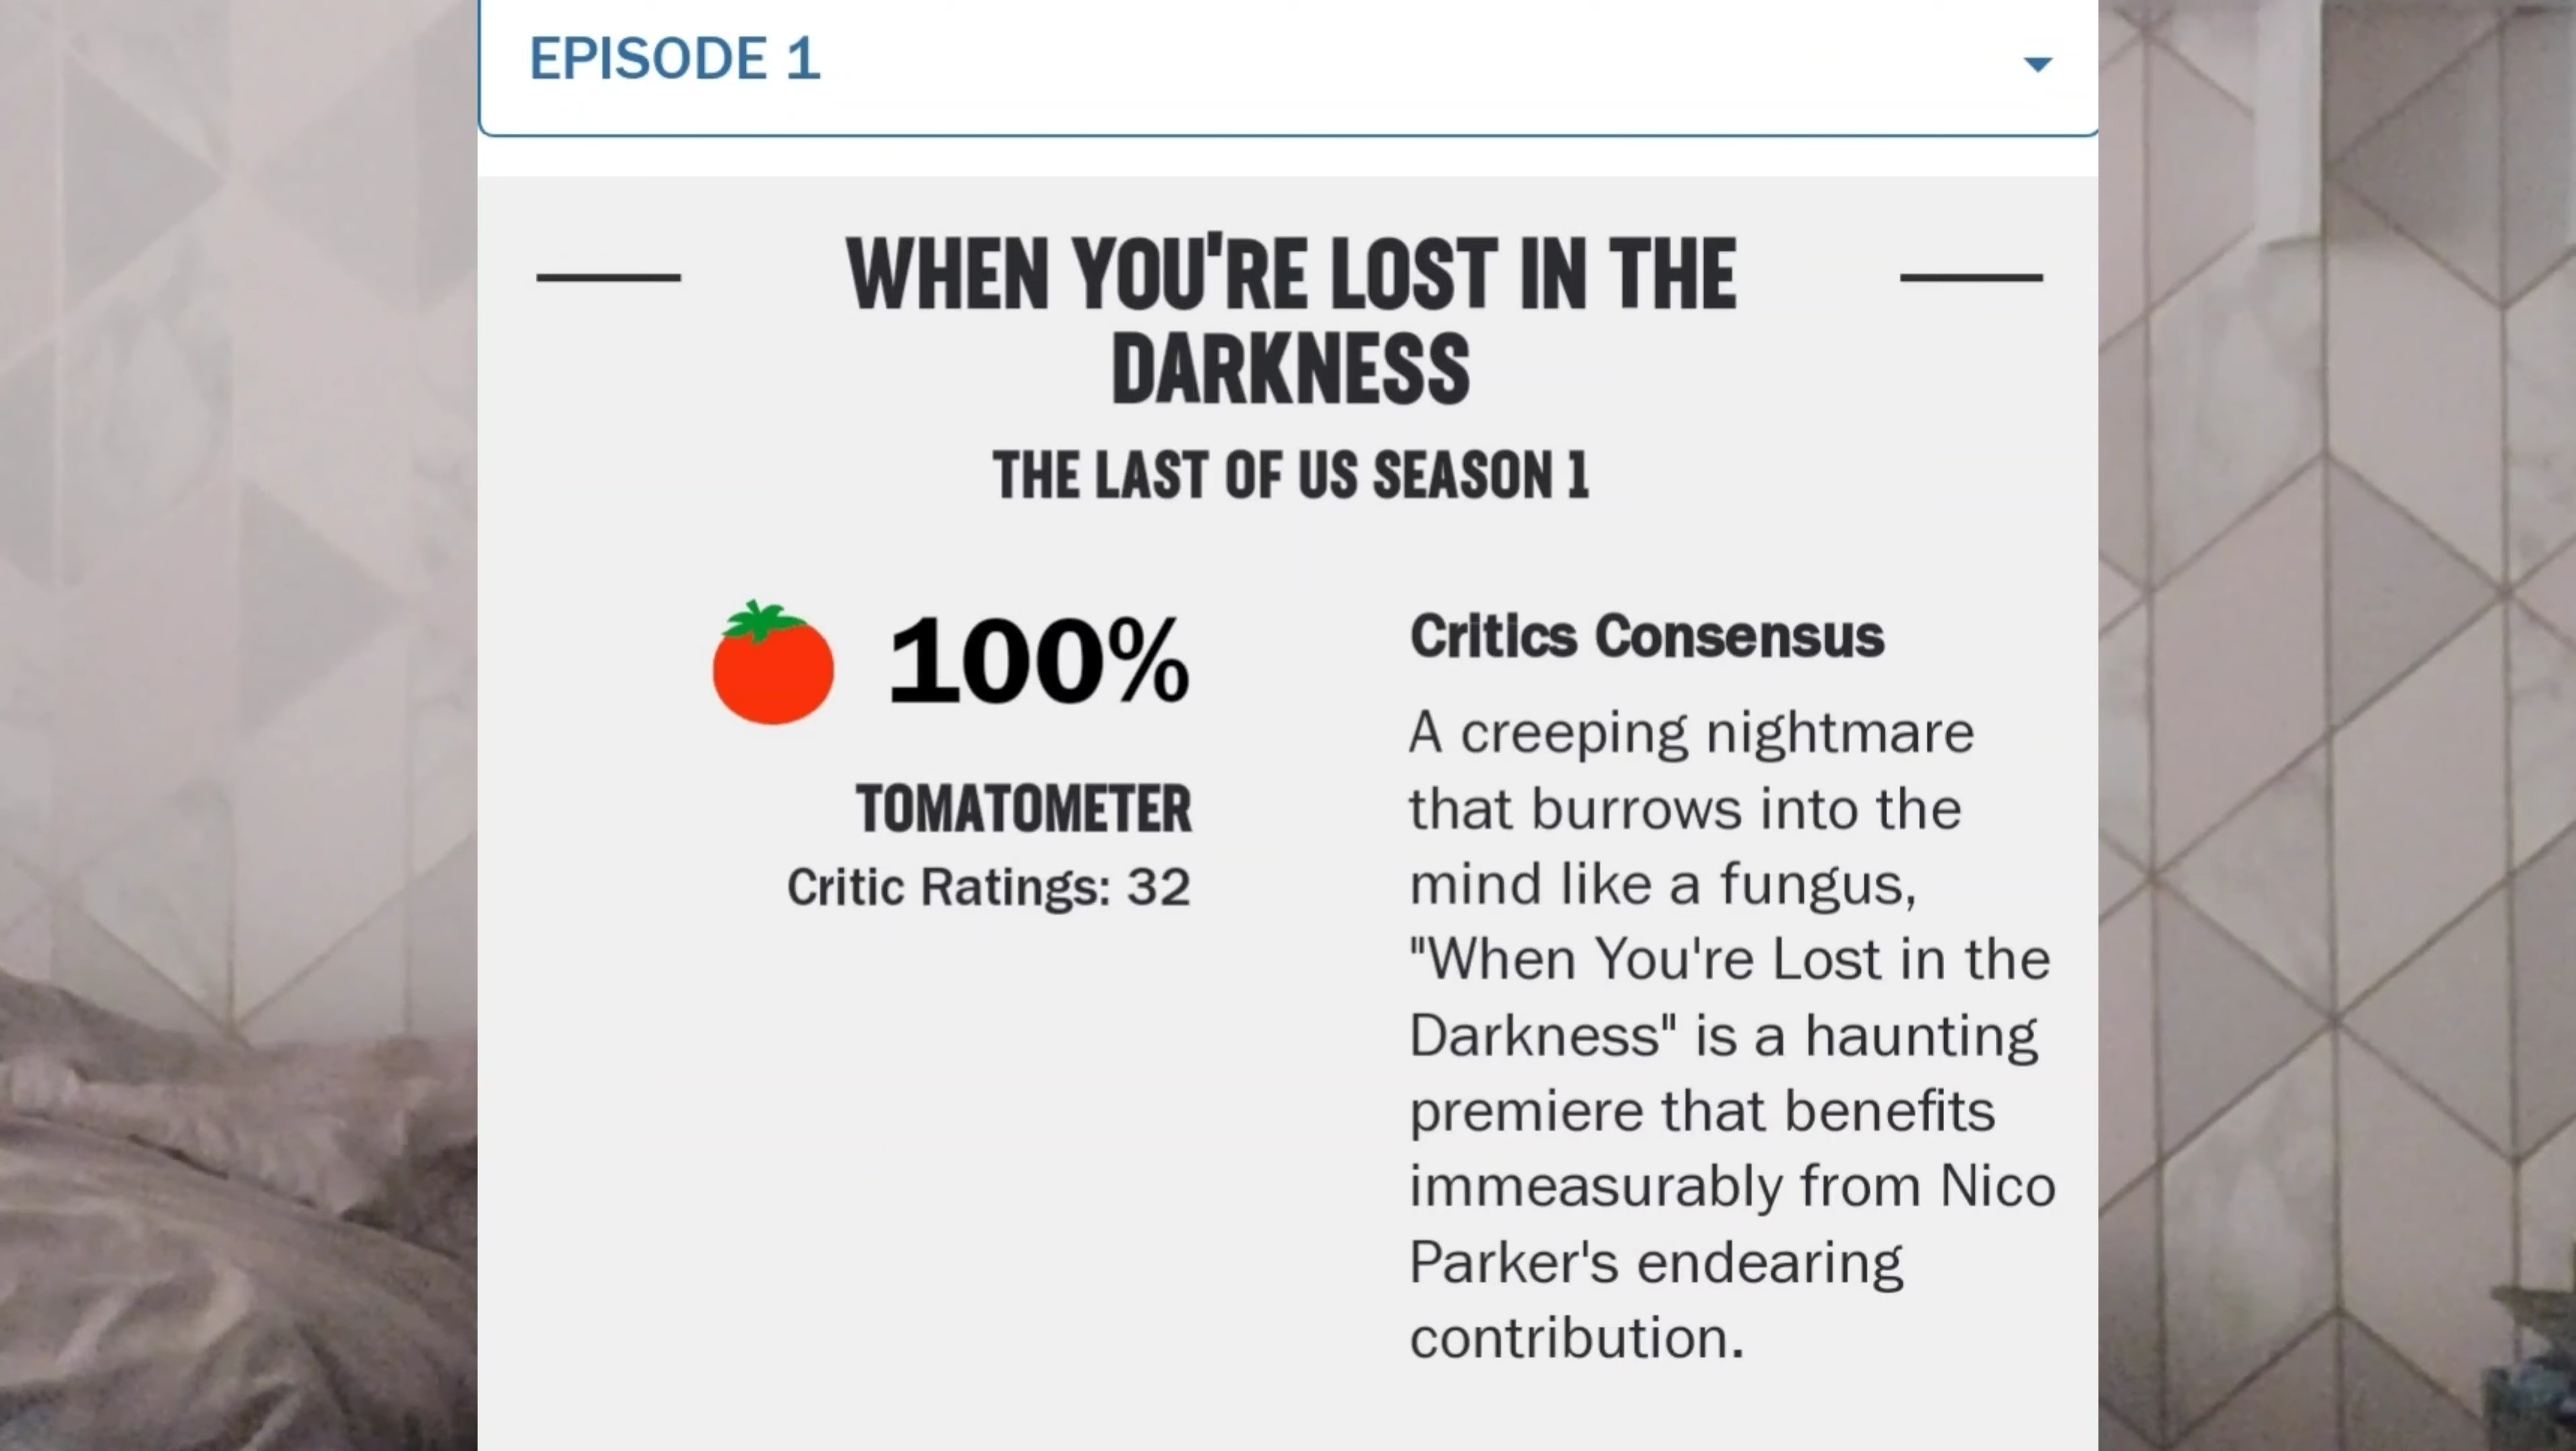 EPISODE 1
WHEN YOU'RE LOST IN THE
DARKNESS
THE LAST OF US SEASON 1
100%
TOMATOMETER
Critic Ratings: 32
Critics Consensus
A creeping nightmare
that burrows into the
mind like a fungus,
"When You're Lost in the
Darkness" is a haunting
premiere that benefits
immeasurably from Nico
Parker's endearing
contribution.